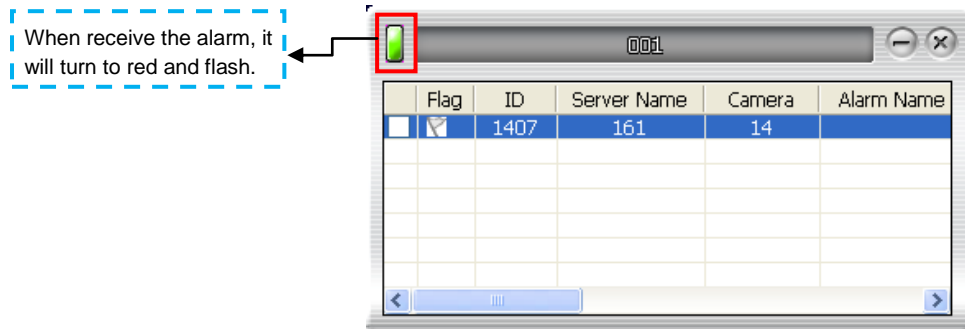 When receive the alarm, it
will turn to red and flash.
001
Flag ID Server Name Camera Alarm Name
1407 161 14